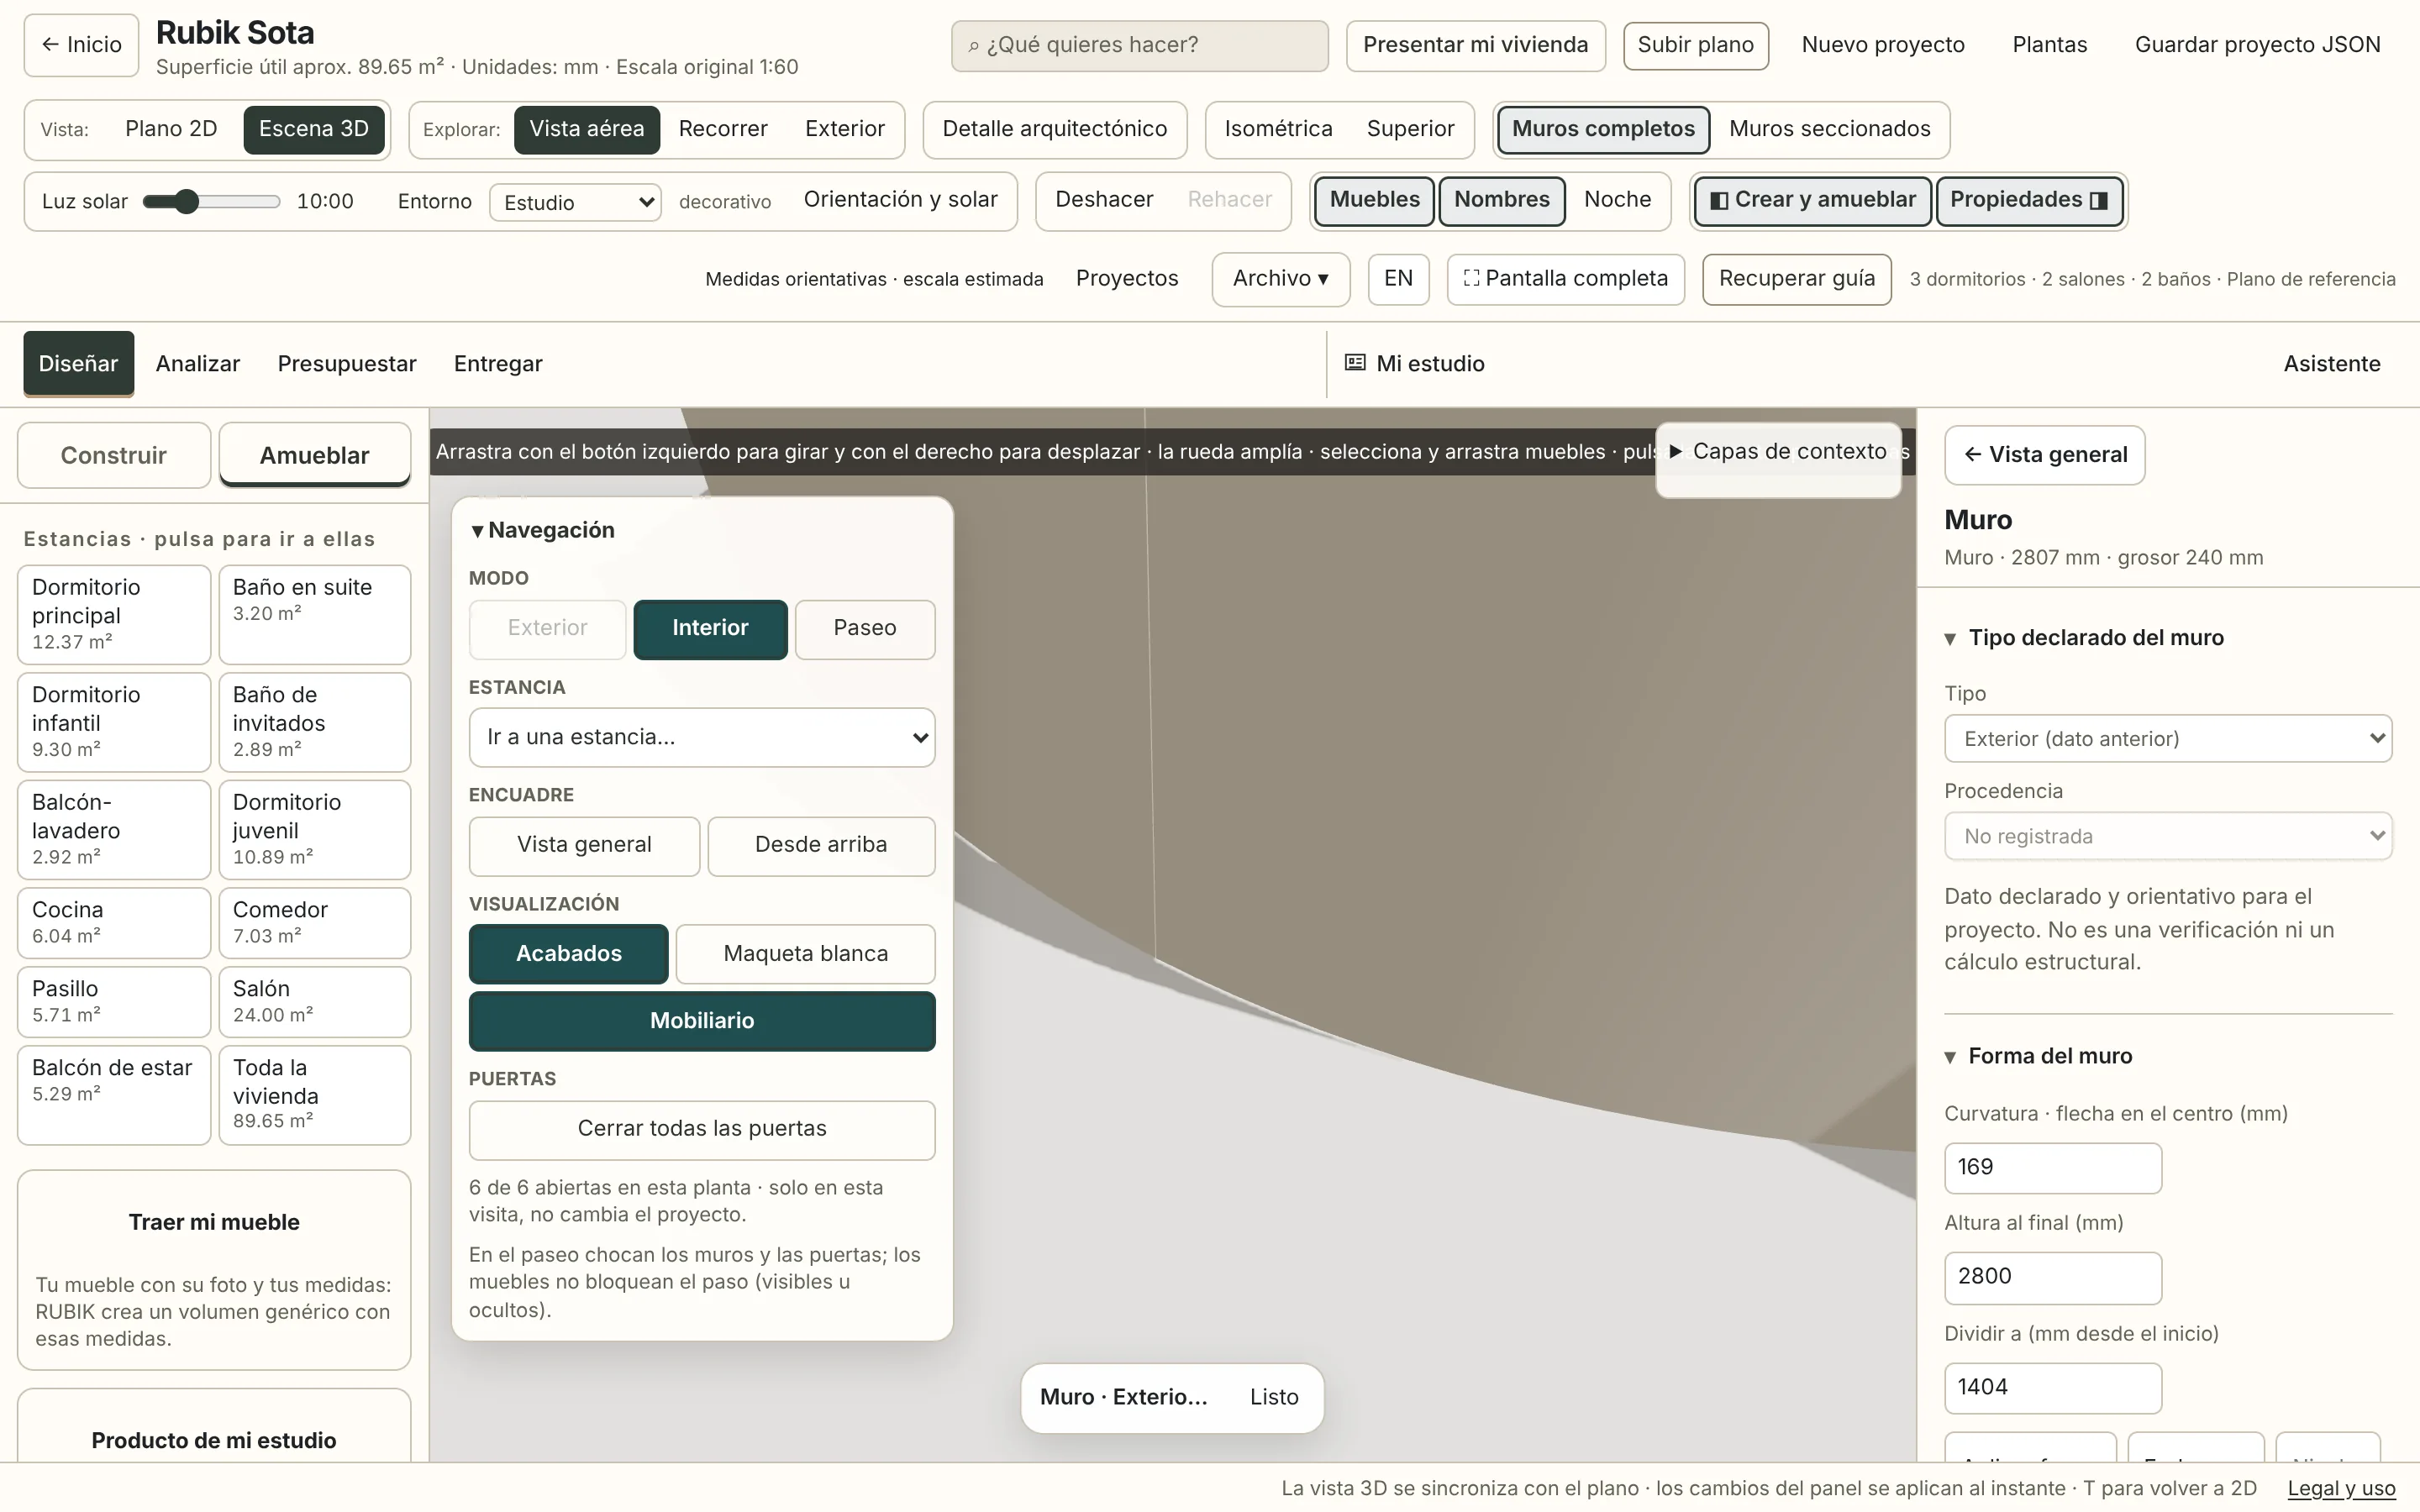 ← Inicio
Rubik Sota
Superficie útil aprox. 89.65 m² · Unidades: mm · Escala original 1:60
¿Qué quieres hacer?
Presentar mi vivienda
Subir plano
Nuevo proyecto
Plantas
Guardar proyecto JSON
Vista:
Plano 2D
Escena 3D
Explorar:
Vista aérea
Recorrer
Exterior
Detalle arquitectónico
Isométrica
Superior
Muros completos
Muros seccionados
Luz solar
10:00
Entorno
Estudio
decorativo
Orientación y solar
Deshacer
Rehacer
Muebles
Nombres
Noche
Crear y amueblar
Propiedades
Medidas orientativas · escala estimada
Proyectos
Archivo ▾
EN
Pantalla completa
Recuperar guía
3 dormitorios · 2 salones · 2 baños · Plano de referencia
Diseñar
Analizar
Presupuestar
Entregar
Mi estudio
Asistente
Construir
Amueblar
Estancias · pulsa para ir a ellas
Dormitorio
principal
12.37 m²
Baño en suite
3.20 m²
Dormitorio
infantil
9.30 m²
Baño de
invitados
2.89 m²
Balcón-
lavadero
2.92 m²
Dormitorio
juvenil
10.89 m²
Cocina
6.04 m²
Comedor
7.03 m²
Pasillo
5.71 m²
Salón
24.00 m²
Balcón de estar
5.29 m²
Toda la
vivienda
89.65 m²
Traer mi mueble
Tu mueble con su foto y tus medidas:
RUBIK crea un volumen genérico con
esas medidas.
Producto de mi estudio
Arrastra con el botón izquierdo para girar y con el derecho para desplazar · la rueda amplía · selecciona y arrastra muebles ·
▶ Capas de contexto
▾ Navegación
MODO
Exterior
Interior
Paseo
ESTANCIA
Ir a una estancia...
ENCUADRE
Vista general
Desde arriba
VISUALIZACIÓN
Acabados
Maqueta blanca
Mobiliario
PUERTAS
Cerrar todas las puertas
6 de 6 abiertas en esta planta · solo en esta
visita, no cambia el proyecto.
En el paseo chocan los muros y las puertas; los
muebles no bloquean el paso (visibles u
ocultos).
Muro · Exterio...
Listo
← Vista general
Muro
Muro · 2807 mm · grosor 240 mm
▼ Tipo declarado del muro
Tipo
Exterior (dato anterior)
Procedencia
No registrada
Dato declarado y orientativo para el
proyecto. No es una verificación ni un
cálculo estructural.
▼ Forma del muro
Curvatura · flecha en el centro (mm)
169
Altura al final (mm)
2800
Dividir a (mm desde el inicio)
1404
La vista 3D se sincroniza con el plano · los cambios del panel se aplican al instante · T para volver a 2D
Legal y uso